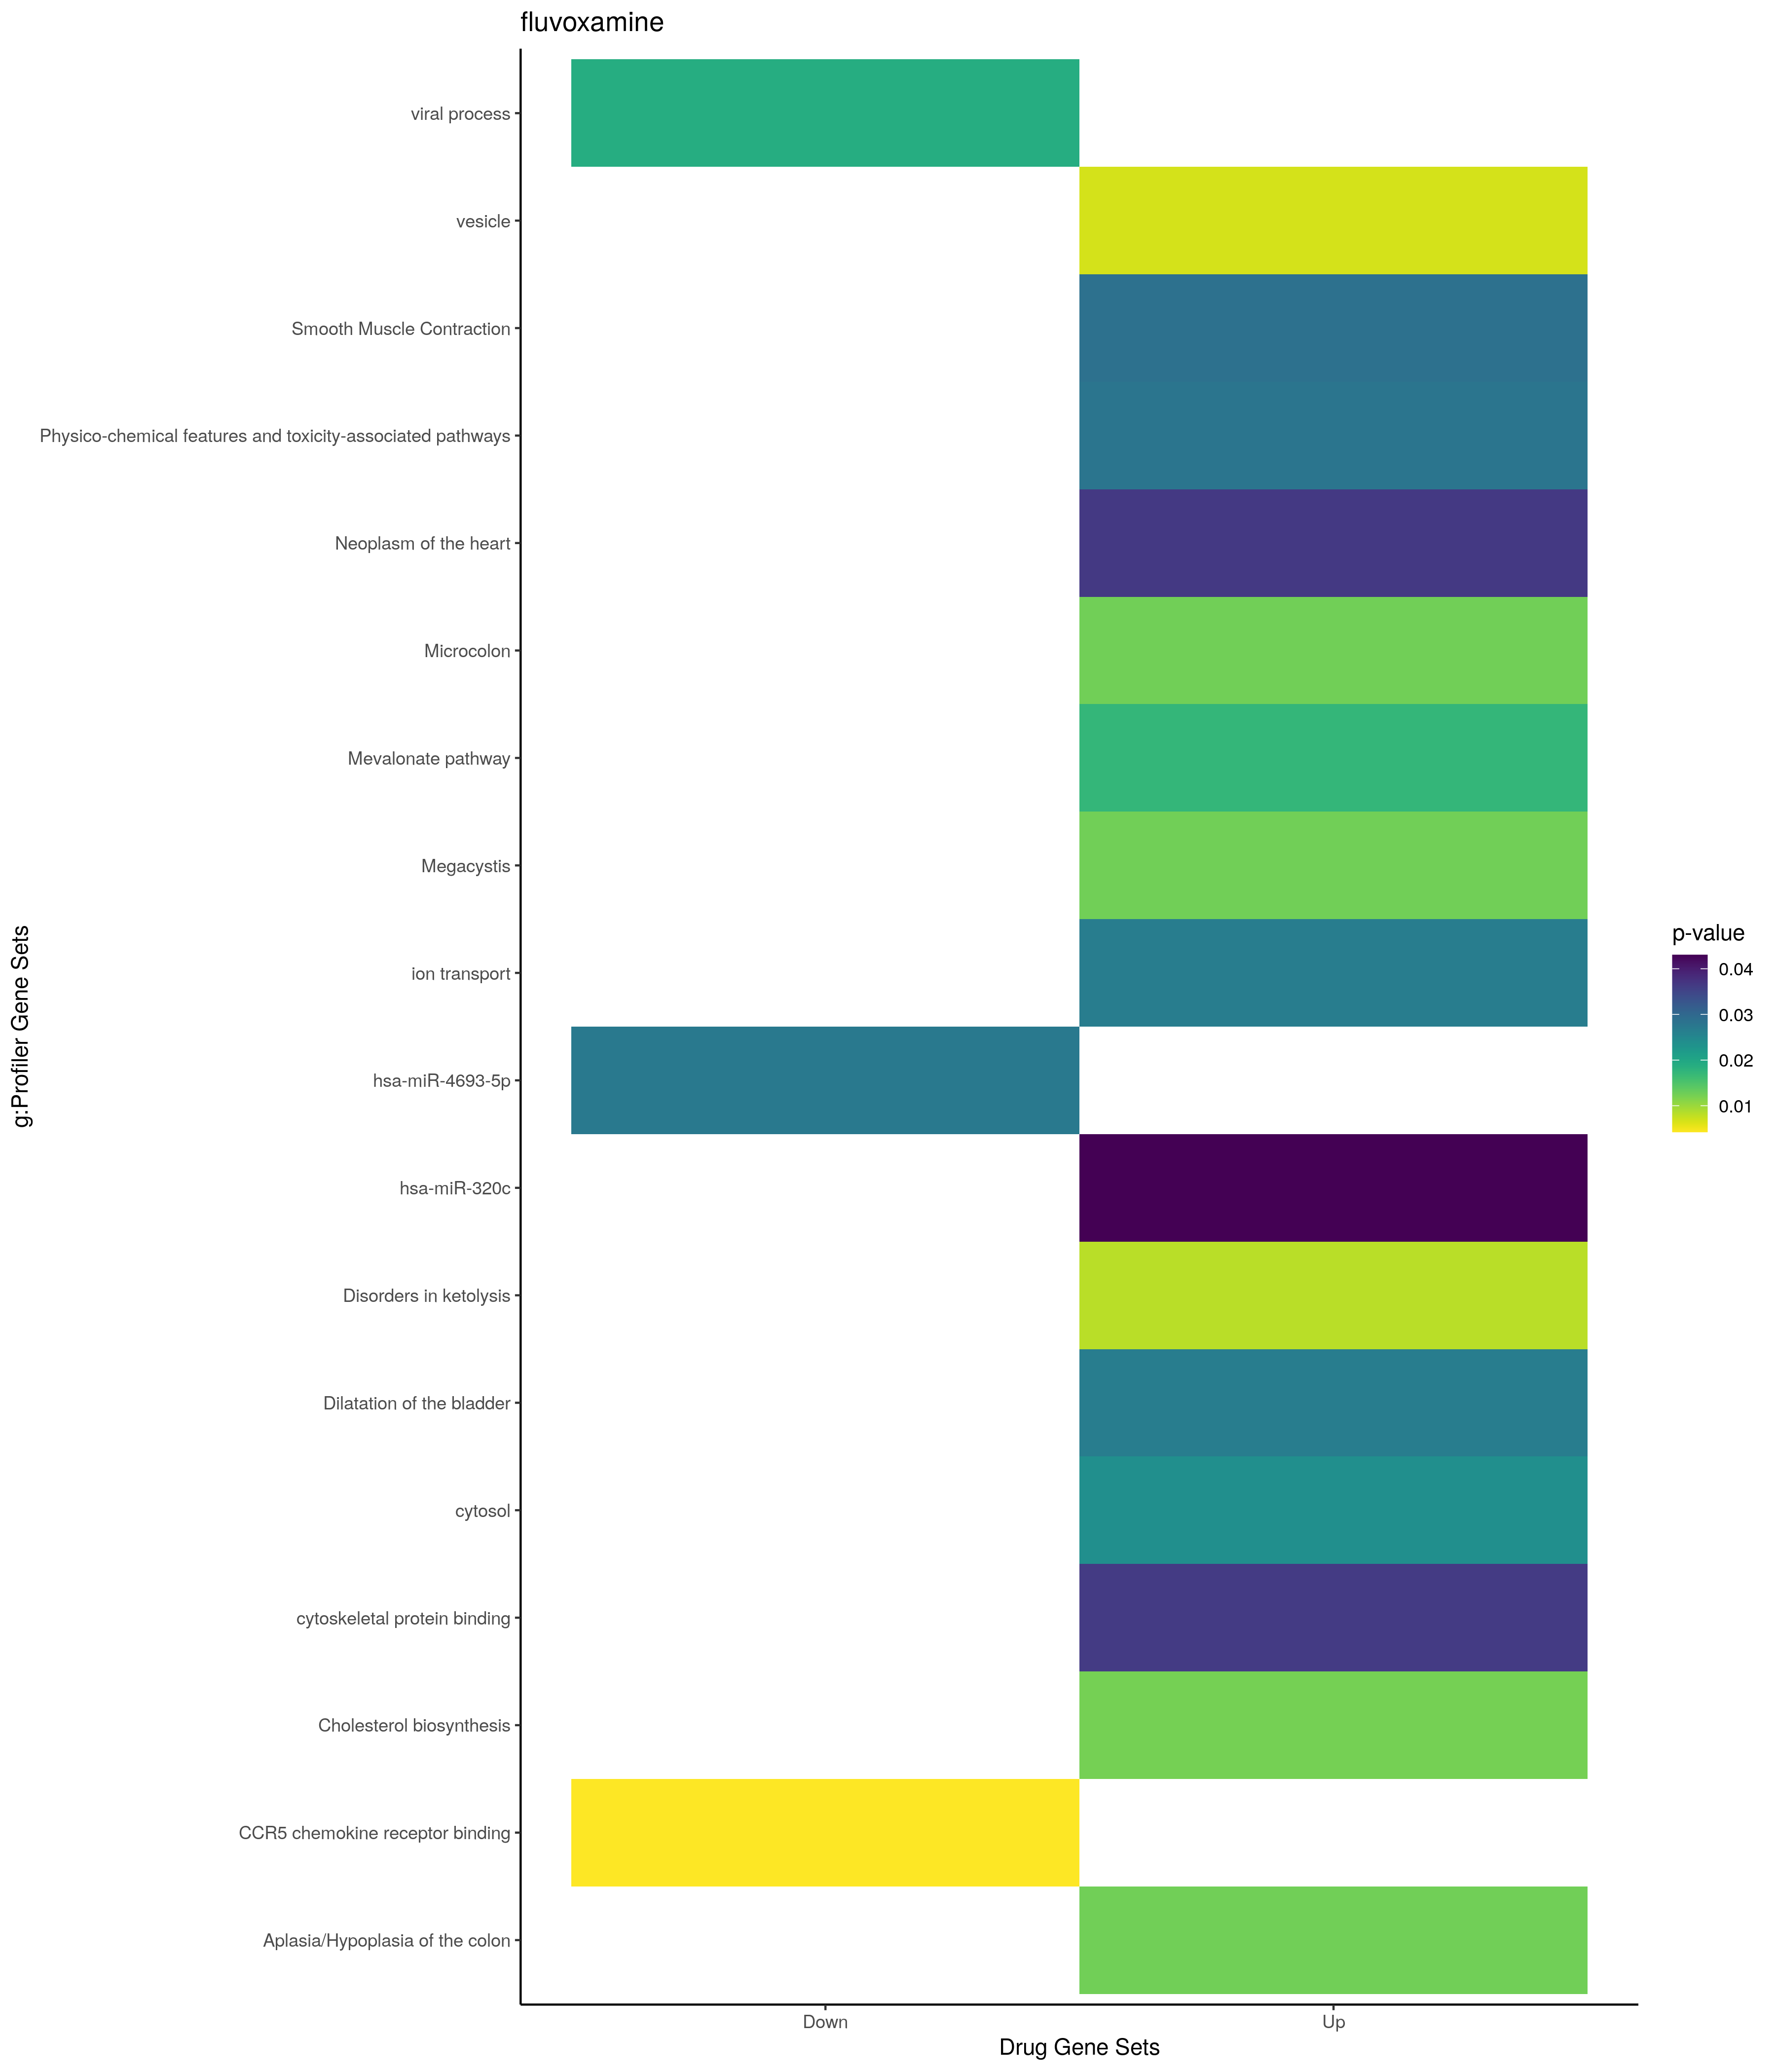 fluvoxamine
viral process
vesicle
Smooth Muscle Contraction
Physico-chemical features and toxicity-associated pathways
Neoplasm of the heart
Microcolon
Mevalonate pathway
Megacystis
ion transport
hsa-miR-4693-5p
hsa-miR-320c
Disorders in ketolysis
Dilatation of the bladder
cytosol
cytoskeletal protein binding
Cholesterol biosynthesis
CCR5 chemokine receptor binding
Aplasia/Hypoplasia of the colon
g:Profiler Gene Sets
Down
Up
Drug Gene Sets
p-value
0.04
0.03
0.02
0.01